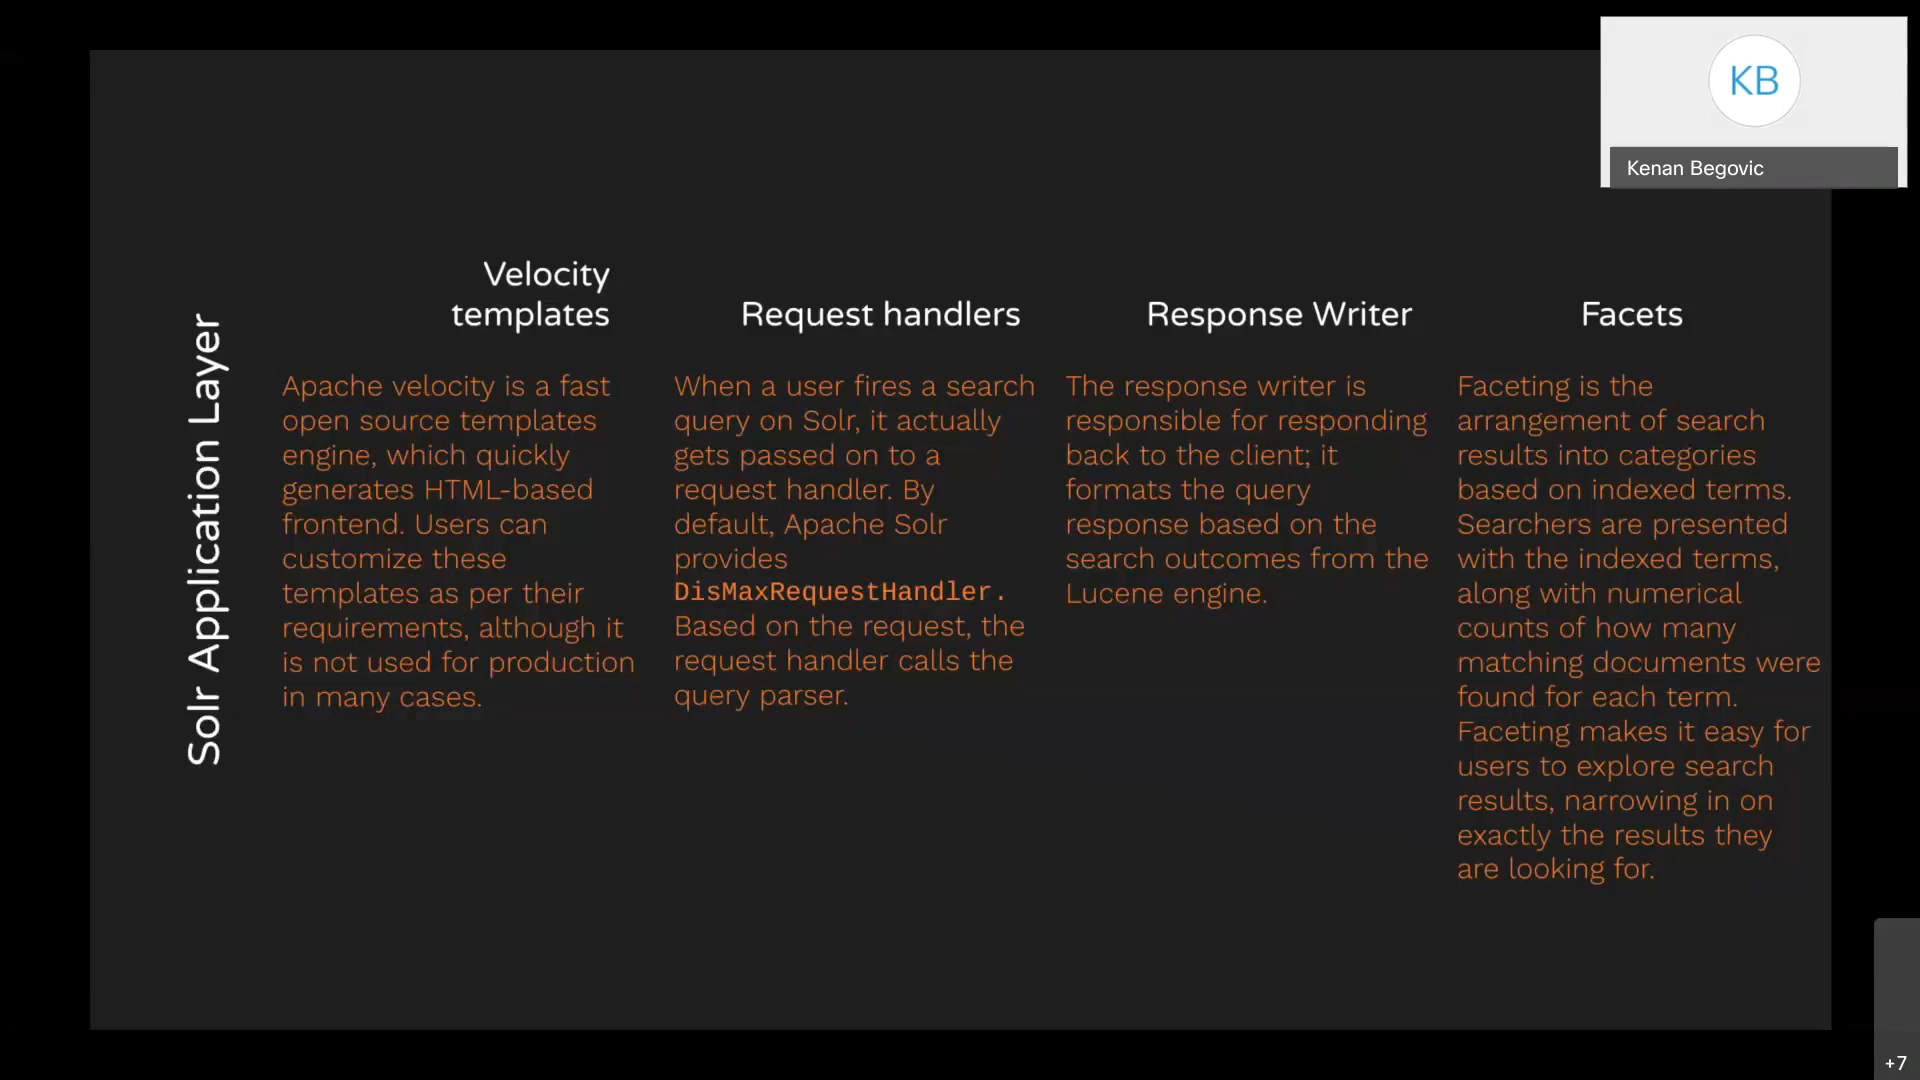 KB
Kenan Begovic
Solr Application Layer
Velocity
templates
Apache velocity is a fast
open source templates
engine, which quickly
generates HTML-based
frontend. Users can
customize these
templates as per their
requirements, although it
is not used for production
in many cases.
Request handlers
When a user fires a search
query on Solr, it actually
gets passed on to a
request handler. By
default, Apache Solr
provides
DisMaxRequestHandler.
Based on the request, the
request handler calls the
query parser.
Response Writer
The response writer is
responsible for responding
back to the client; it
formats the query
response based on the
search outcomes from the
Lucene engine.
Facets
Faceting is the
arrangement of search
results into categories
based on indexed terms.
Searchers are presented
with the indexed terms,
along with numerical
counts of how many
matching documents were
found for each term.
Faceting makes it easy for
users to explore search
results, narrowing in on
exactly the results they
are looking for.
+7